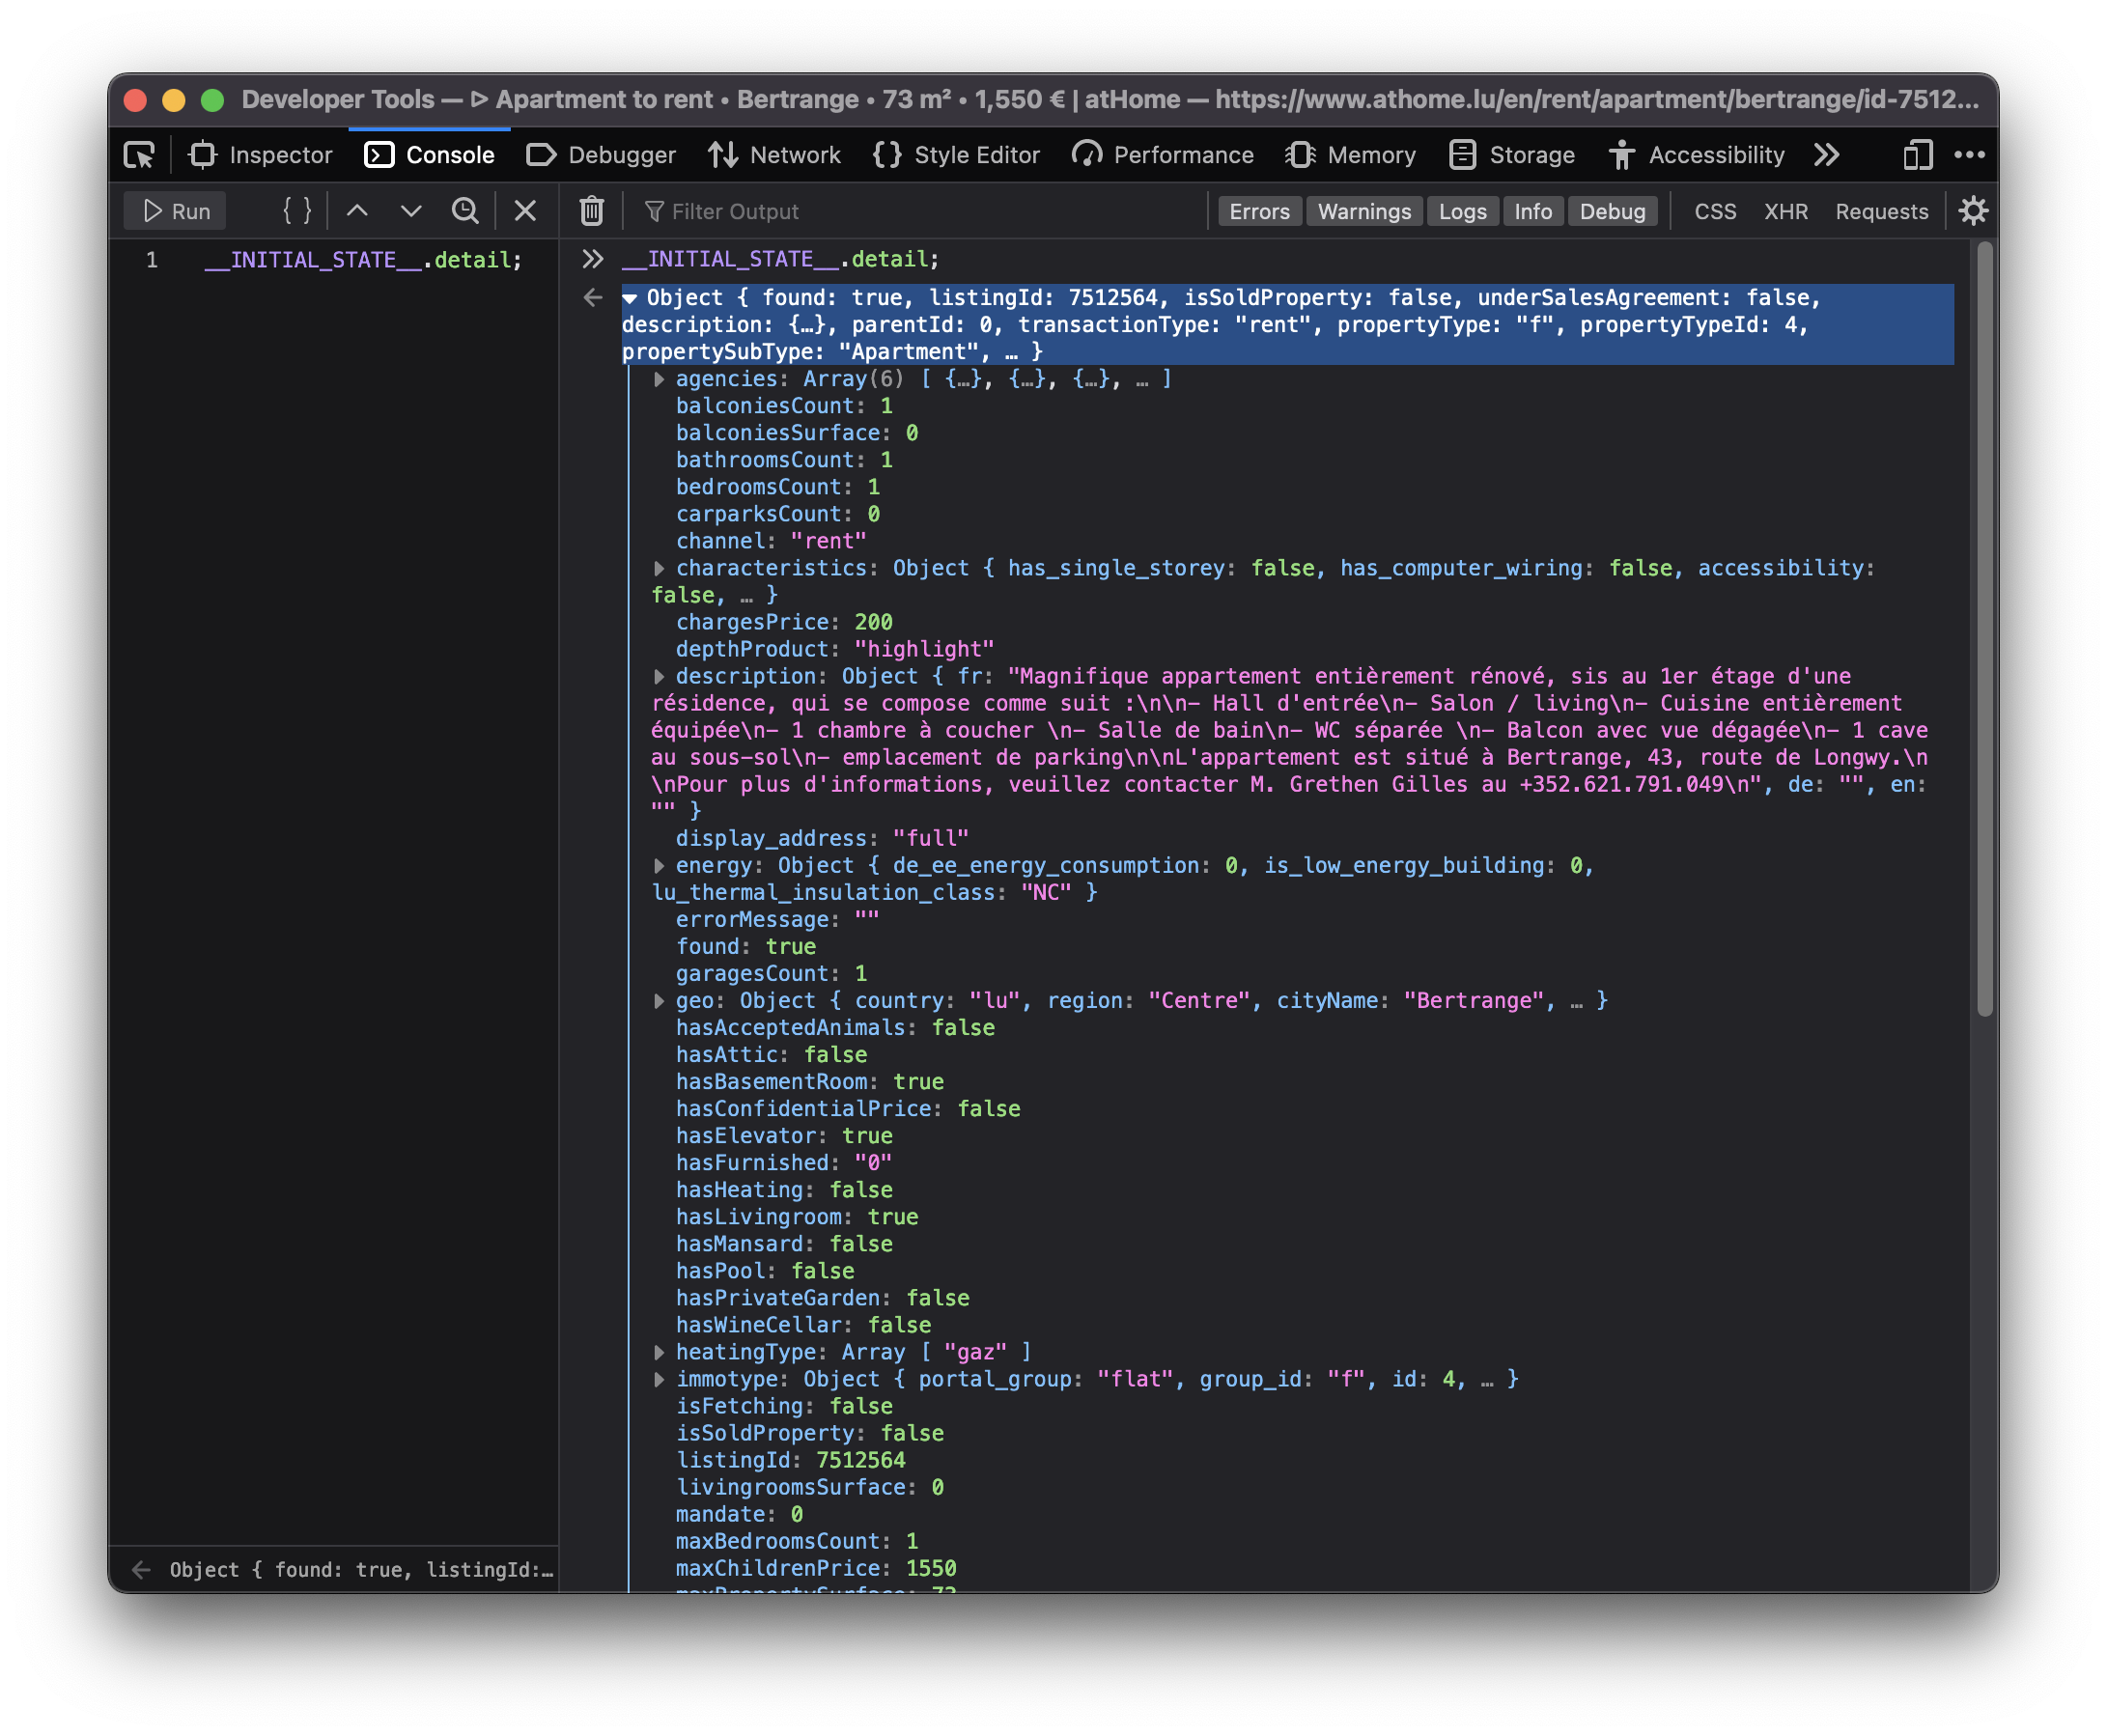 Developer Tools — ▷ Apartment to rent • Bertrange • 73 m² • 1,550 € | atHome — https://www.athome.lu/en/rent/apartment/bertrange/id-7512...
Inspector Console Debugger Network Style Editor Performance Memory Storage Accessibility
Run { } Filter Output Errors Warnings Logs Info Debug CSS XHR Requests
1 __INITIAL_STATE__.detail;
__INITIAL_STATE__.detail;
Object { found: true, listingId: 7512564, isSoldProperty: false, underSalesAgreement: false,
description: {…}, parentId: 0, transactionType: "rent", propertyType: "f", propertyTypeId: 4,
propertySubType: "Apartment", … }
agencies: Array(6) [ {…}, {…}, {…}, … ]
balconiesCount: 1
balconiesSurface: 0
bathroomsCount: 1
bedroomsCount: 1
carparksCount: 0
channel: "rent"
characteristics: Object { has_single_storey: false, has_computer_wiring: false, accessibility:
false, … }
chargesPrice: 200
depthProduct: "highlight"
description: Object { fr: "Magnifique appartement entièrement rénové, sis au 1er étage d'une
résidence, qui se compose comme suit :\n\n- Hall d'entrée\n- Salon / living\n- Cuisine entièrement
équipée\n- 1 chambre à coucher \n- Salle de bain\n- WC séparée \n- Balcon avec vue dégagée\n- 1 cave
au sous-sol\n- emplacement de parking\n\nL'appartement est situé à Bertrange, 43, route de Longwy.\n
\nPour plus d'informations, veuillez contacter M. Grethen Gilles au +352.621.791.049\n", de: "", en:
"" }
display_address: "full"
energy: Object { de_ee_energy_consumption: 0, is_low_energy_building: 0,
lu_thermal_insulation_class: "NC" }
errorMessage: ""
found: true
garagesCount: 1
geo: Object { country: "lu", region: "Centre", cityName: "Bertrange", … }
hasAcceptedAnimals: false
hasAttic: false
hasBasementRoom: true
hasConfidentialPrice: false
hasElevator: true
hasFurnished: "0"
hasHeating: false
hasLivingroom: true
hasMansard: false
hasPool: false
hasPrivateGarden: false
hasWineCellar: false
heatingType: Array [ "gaz" ]
immotype: Object { portal_group: "flat", group_id: "f", id: 4, … }
isFetching: false
isSoldProperty: false
listingId: 7512564
livingroomsSurface: 0
mandate: 0
maxBedroomsCount: 1
maxChildrenPrice: 1550
maxPropertySurface: 73
Object { found: true, listingId:…